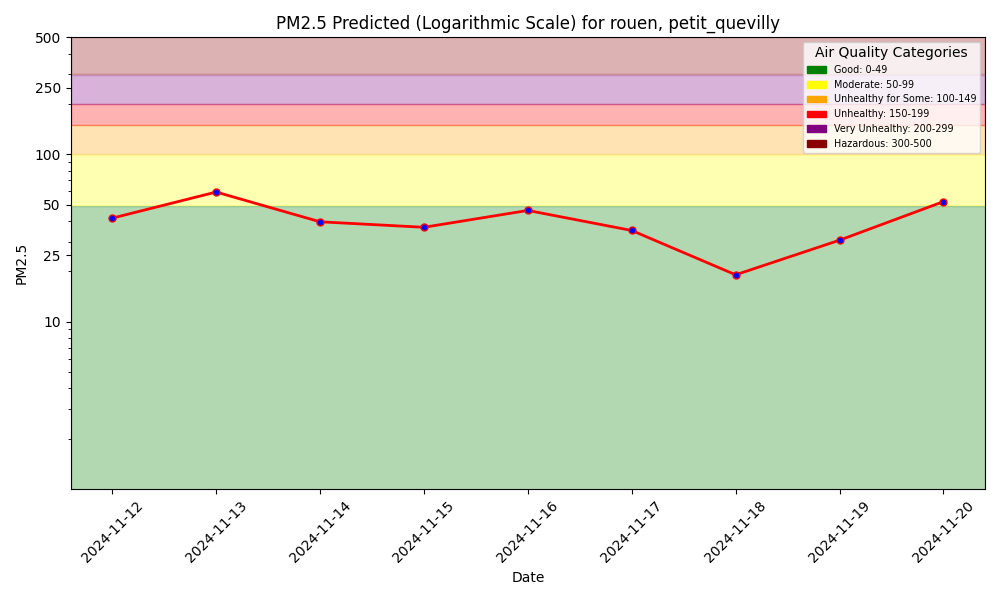 PM2.5 Predicted (Logarithmic Scale) for rouen, petit_quevilly
500
250
100
50
25
10
PM2.5
Air Quality Categories
Good: 0-49
Moderate: 50-99
Unhealthy for Some: 100-149
Unhealthy: 150-199
Very Unhealthy: 200-299
Hazardous: 300-500
2024-11-12
2024-11-13
2024-11-14
2024-11-15
2024-11-16
2024-11-17
2024-11-18
2024-11-19
2024-11-20
Date